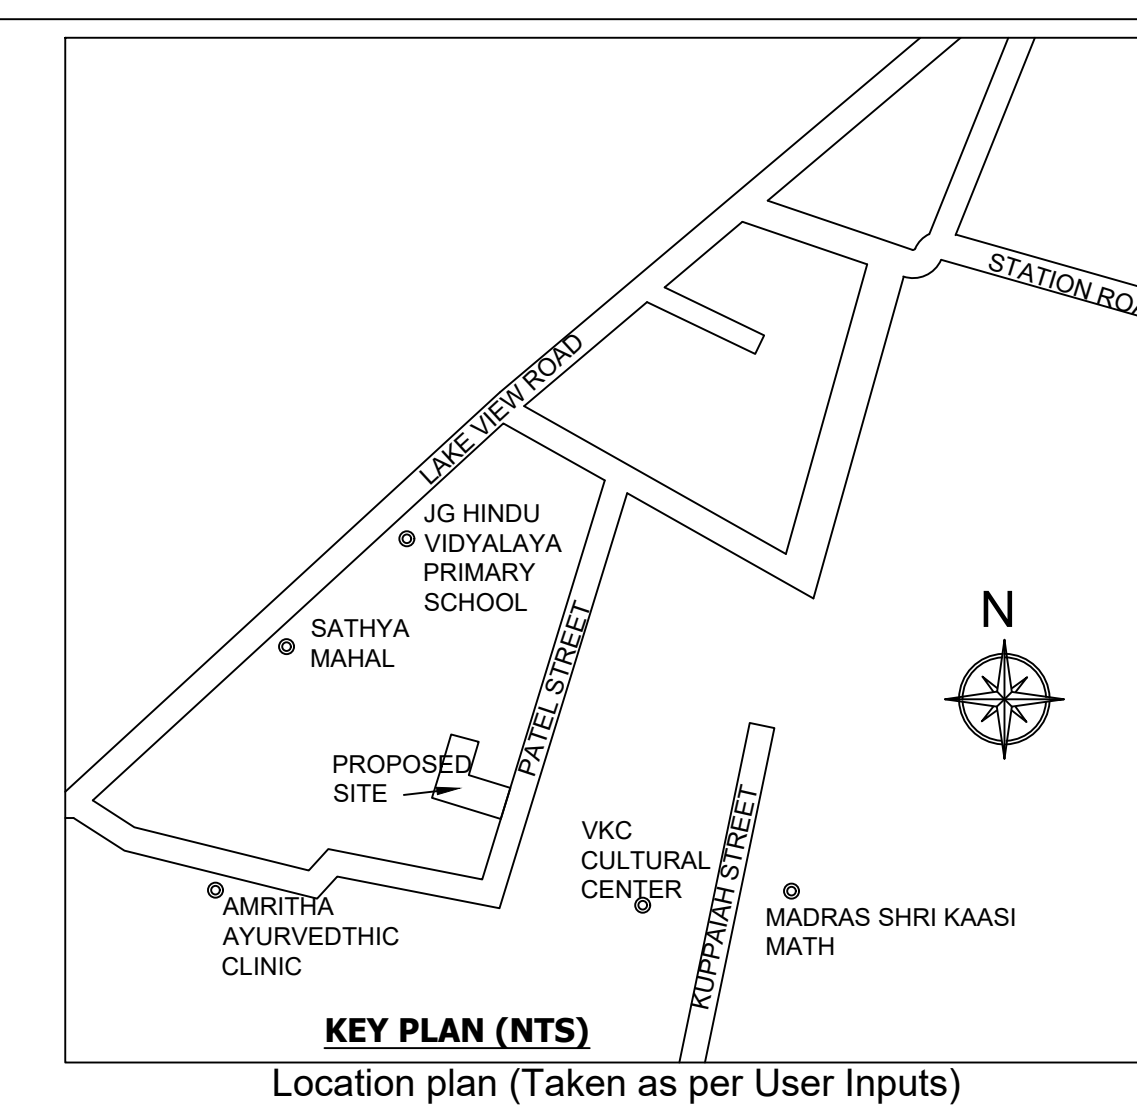 STATION ROA
LAKE VIEW ROAD
JG HINDU
VIDYALAYA
PRIMARY
SCHOOL
N
SATHYA
MAHAL
PATEL STREET
PROPOSED
SITE
VKC
CULTURAL
CENTER
KUPPAIAH STREET
AMRITHA
AYURVEDTHIC
CLINIC
MADRAS SHRI KAASI
MATH
KEY PLAN (NTS)
Location plan (Taken as per User Inputs)